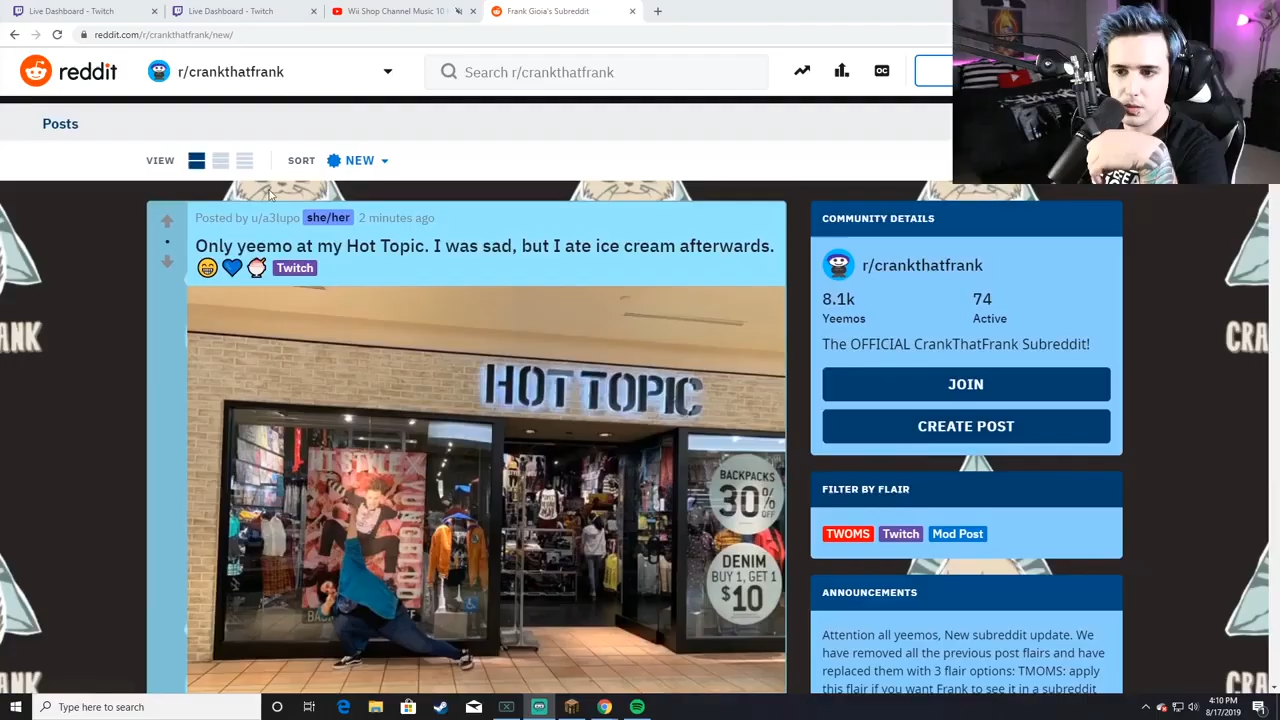 Live Dashboard - Twitch
Live Dashboard - Twitch
Wii Shop Channel Music 10
Frank Gioia's Subreddit
reddit.com/r/crankthatfrank/new/
reddit
r/crankthatfrank
Search r/crankthatfrank
CC
Posts
VIEW
SORT
NEW
Posted by u/a3lupo she/her 2 minutes ago
Only yeemo at my Hot Topic. I was sad, but I ate ice cream afterwards.
😁💙 Twitch
HOT TOPIC
BACKPACKS
30%
OFF
DENIM
BUY 1, GET 1
$10
COMMUNITY DETAILS
r/crankthatfrank
8.1k
74
Yeemos
Active
The OFFICIAL CrankThatFrank Subreddit!
JOIN
CREATE POST
FILTER BY FLAIR
TWOMS Twitch Mod Post
ANNOUNCEMENTS
Attention all yeemos, New subreddit update. We
have removed all the previous post flairs and have
replaced them with 3 flair options: TMOMS: apply
this flair if you want Frank to see it in a subreddit
ANK
CRA
Type here to search
4:10 PM
8/17/2019